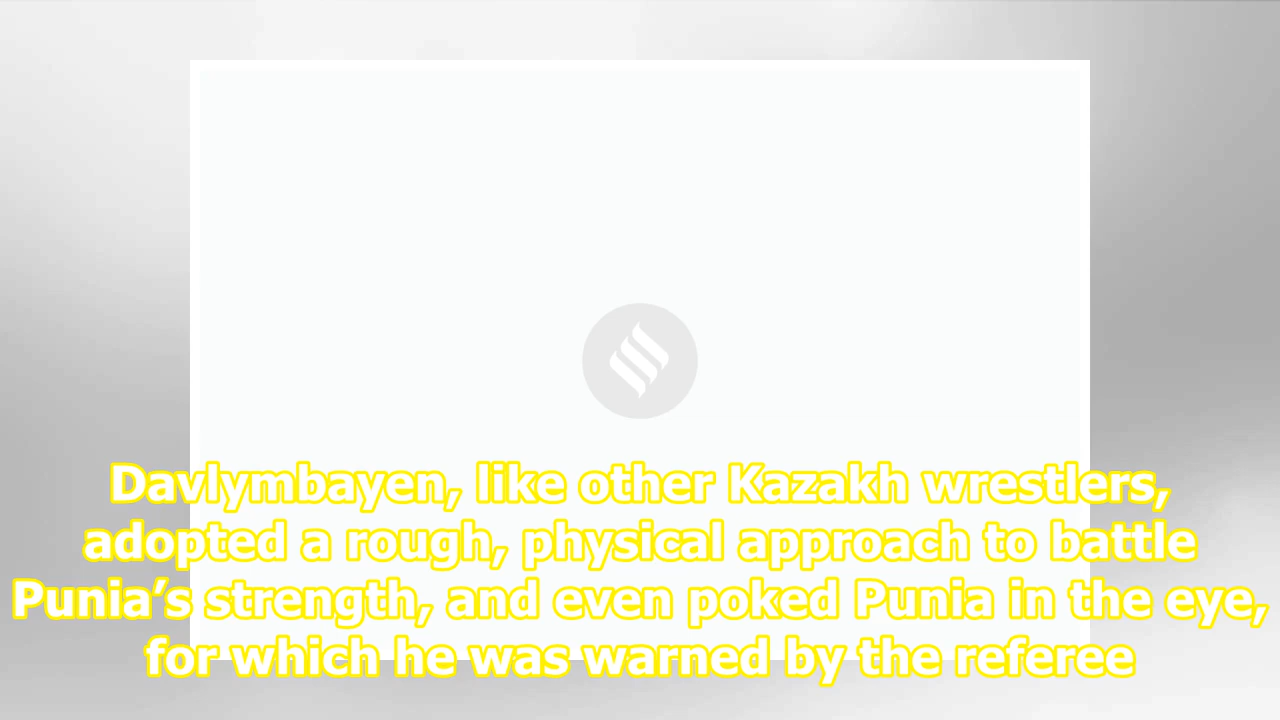 Davlymbayen, like other Kazakh wrestlers,
adopted a rough, physical approach to battle
Punia’s strength, and even poked Punia in the eye,
for which he was warned by the referee